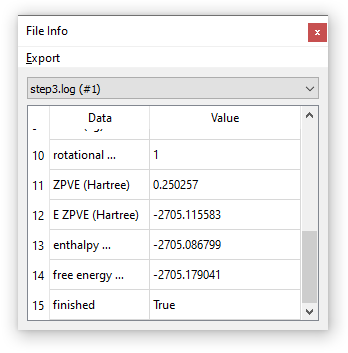 File Info
x
Export
step3.log (#1)
Data Value
10 rotational ... 1
11 ZPVE (Hartree) 0.250257
12 E ZPVE (Hartree) -2705.115583
13 enthalpy ... -2705.086799
14 free energy ... -2705.179041
15 finished True